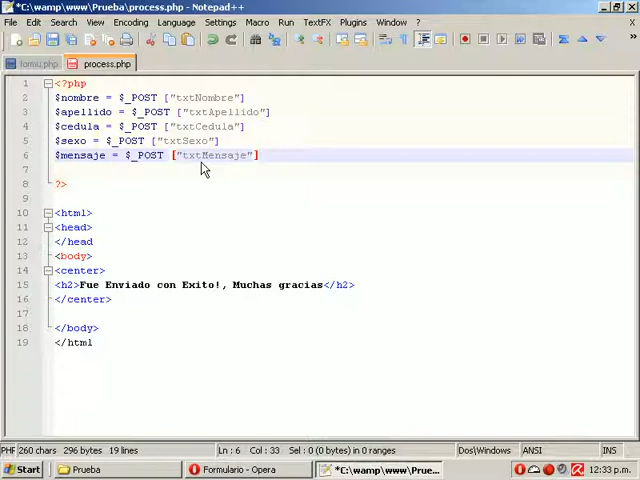 *C:\wamp\www\Prueba\process.php - Notepad++
File Edit Search View Encoding Language Settings Macro Run TextFX Plugins Window ?
formu.php process.php
1 <?php
2 $nombre = $_POST ["txtNombre"]
3 $apellido = $_POST ["txtApellido"]
4 $cedula = $_POST ["txtCedula"]
5 $sexo = $_POST ["txtSexo"]
6 $mensaje = $_POST ["txtMensaje"]
7
8 ?>
9
10 <html>
11 <head>
12 </head
13 <body>
14 <center>
15 <h2>Fue Enviado con Exito!, Muchas gracias</h2>
16 </center>
17
18 </body>
19 </html
PHF 260 chars 296 bytes 19 lines Ln : 6 Col : 33 Sel : 0 (0 bytes) in 0 ranges Dos\Windows ANSI INS
Start Prueba Formulario - Opera *C:\wamp\www\Prue... 12:33 p.m.